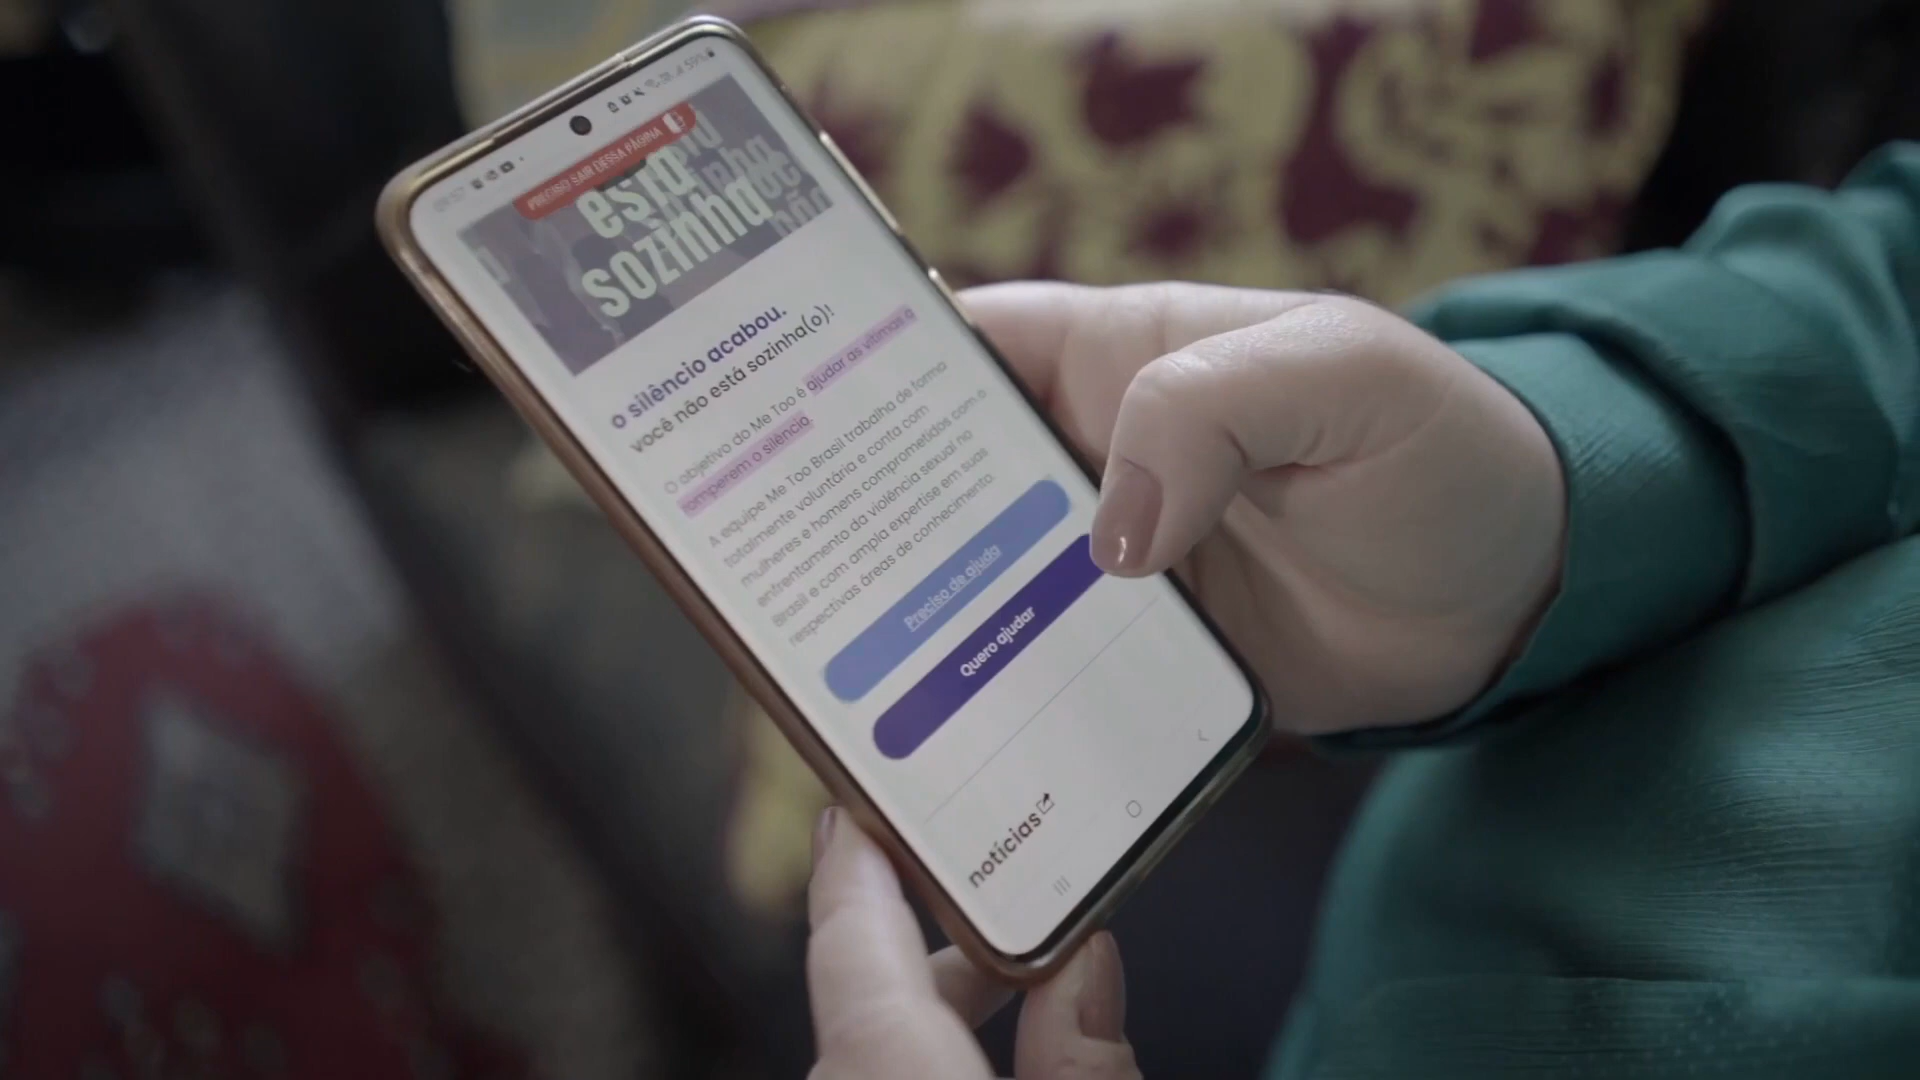 59%
PRECISO SAIR DESSA PÁGINA
está
sozinha
o silêncio acabou.
você não está sozinha(o)!
O objetivo do Me Too é ajudar as vítimas a
romperem o silêncio.
A equipe Me Too Brasil trabalha de forma
totalmente voluntária e conta com
mulheres e homens comprometidos com o
enfrentamento da violência sexual no
Brasil e com ampla expertise em suas
respectivas áreas de conhecimento.
Preciso de ajuda
Quero ajudar
notícias